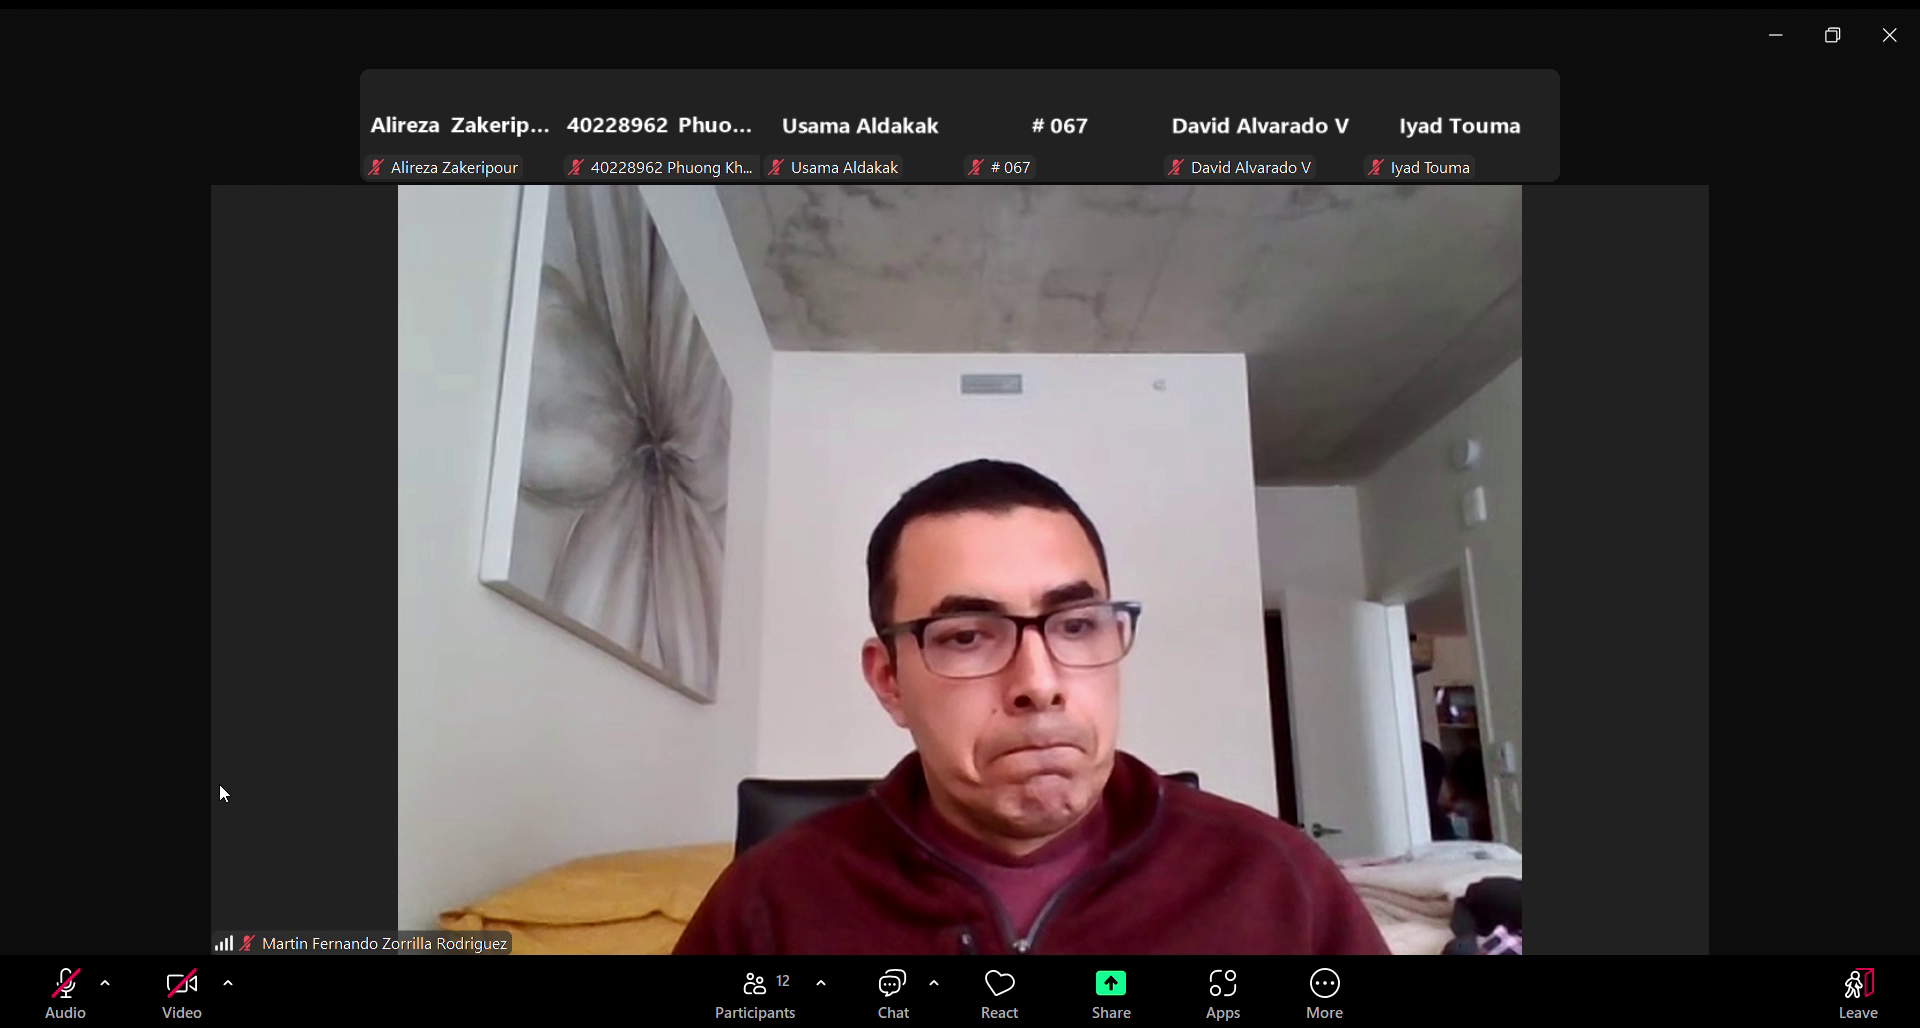 Alireza Zakerip...
40228962 Phuo...
Usama Aldakak
# 067
David Alvarado V
Iyad Touma
Alireza Zakeripour
40228962 Phuong Kh...
Usama Aldakak
# 067
David Alvarado V
Iyad Touma
Martin Fernando Zorrilla Rodriguez
12
Audio
Video
Participants
Chat
React
Share
Apps
More
Leave